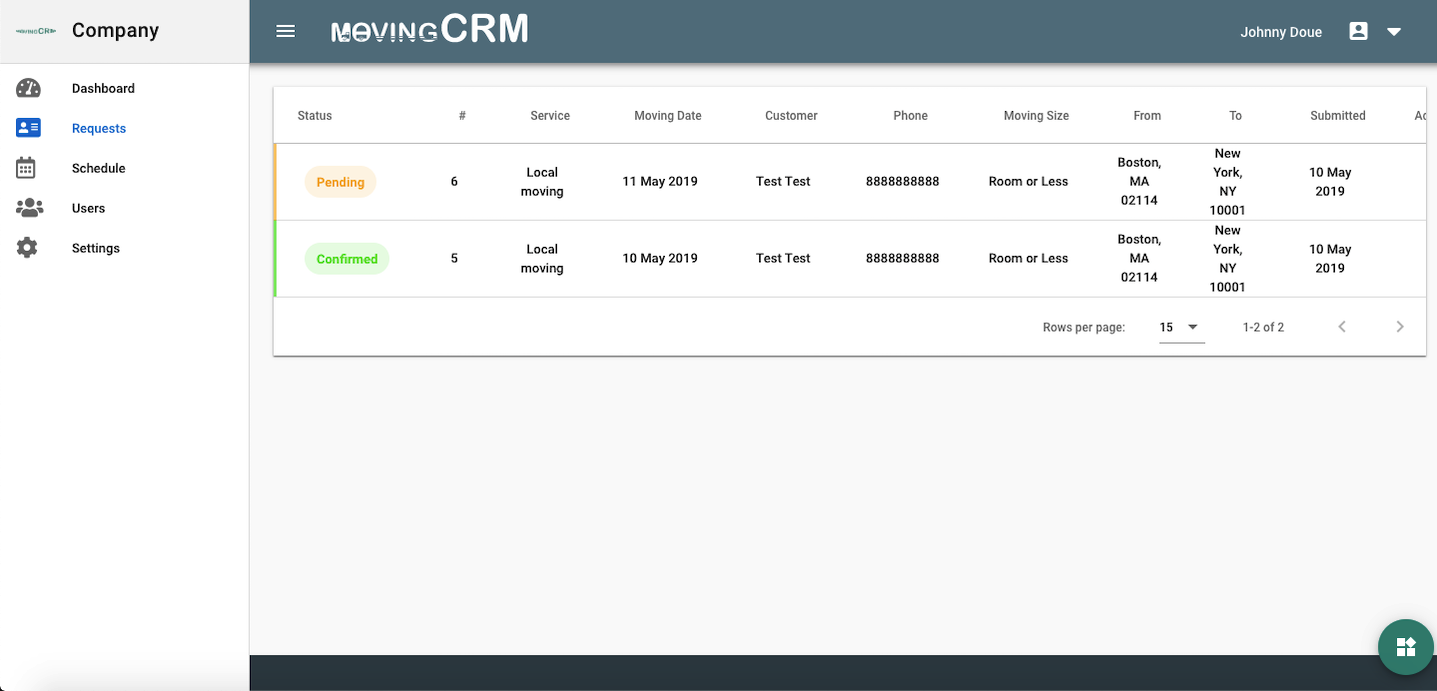 MOVINGCRM Company
MOVINGCRM
Johnny Doue
Dashboard
Requests
Schedule
Users
Settings
Status # Service Moving Date Customer Phone Moving Size From To Submitted Ac
Pending 6 Local moving 11 May 2019 Test Test 8888888888 Room or Less Boston, MA 02114 New York, NY 10001 10 May 2019
Confirmed 5 Local moving 10 May 2019 Test Test 8888888888 Room or Less Boston, MA 02114 New York, NY 10001 10 May 2019
Rows per page: 15 1-2 of 2